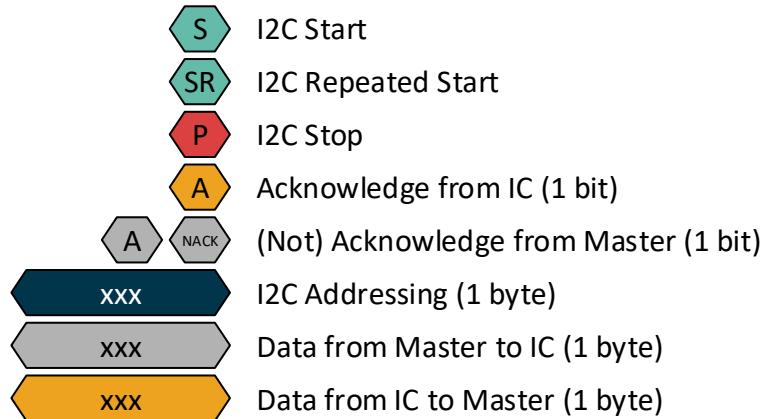 S I2C Start
SR I2C Repeated Start
P I2C Stop
A Acknowledge from IC (1 bit)
A NACK (Not) Acknowledge from Master (1 bit)
xxx I2C Addressing (1 byte)
xxx Data from Master to IC (1 byte)
xxx Data from IC to Master (1 byte)